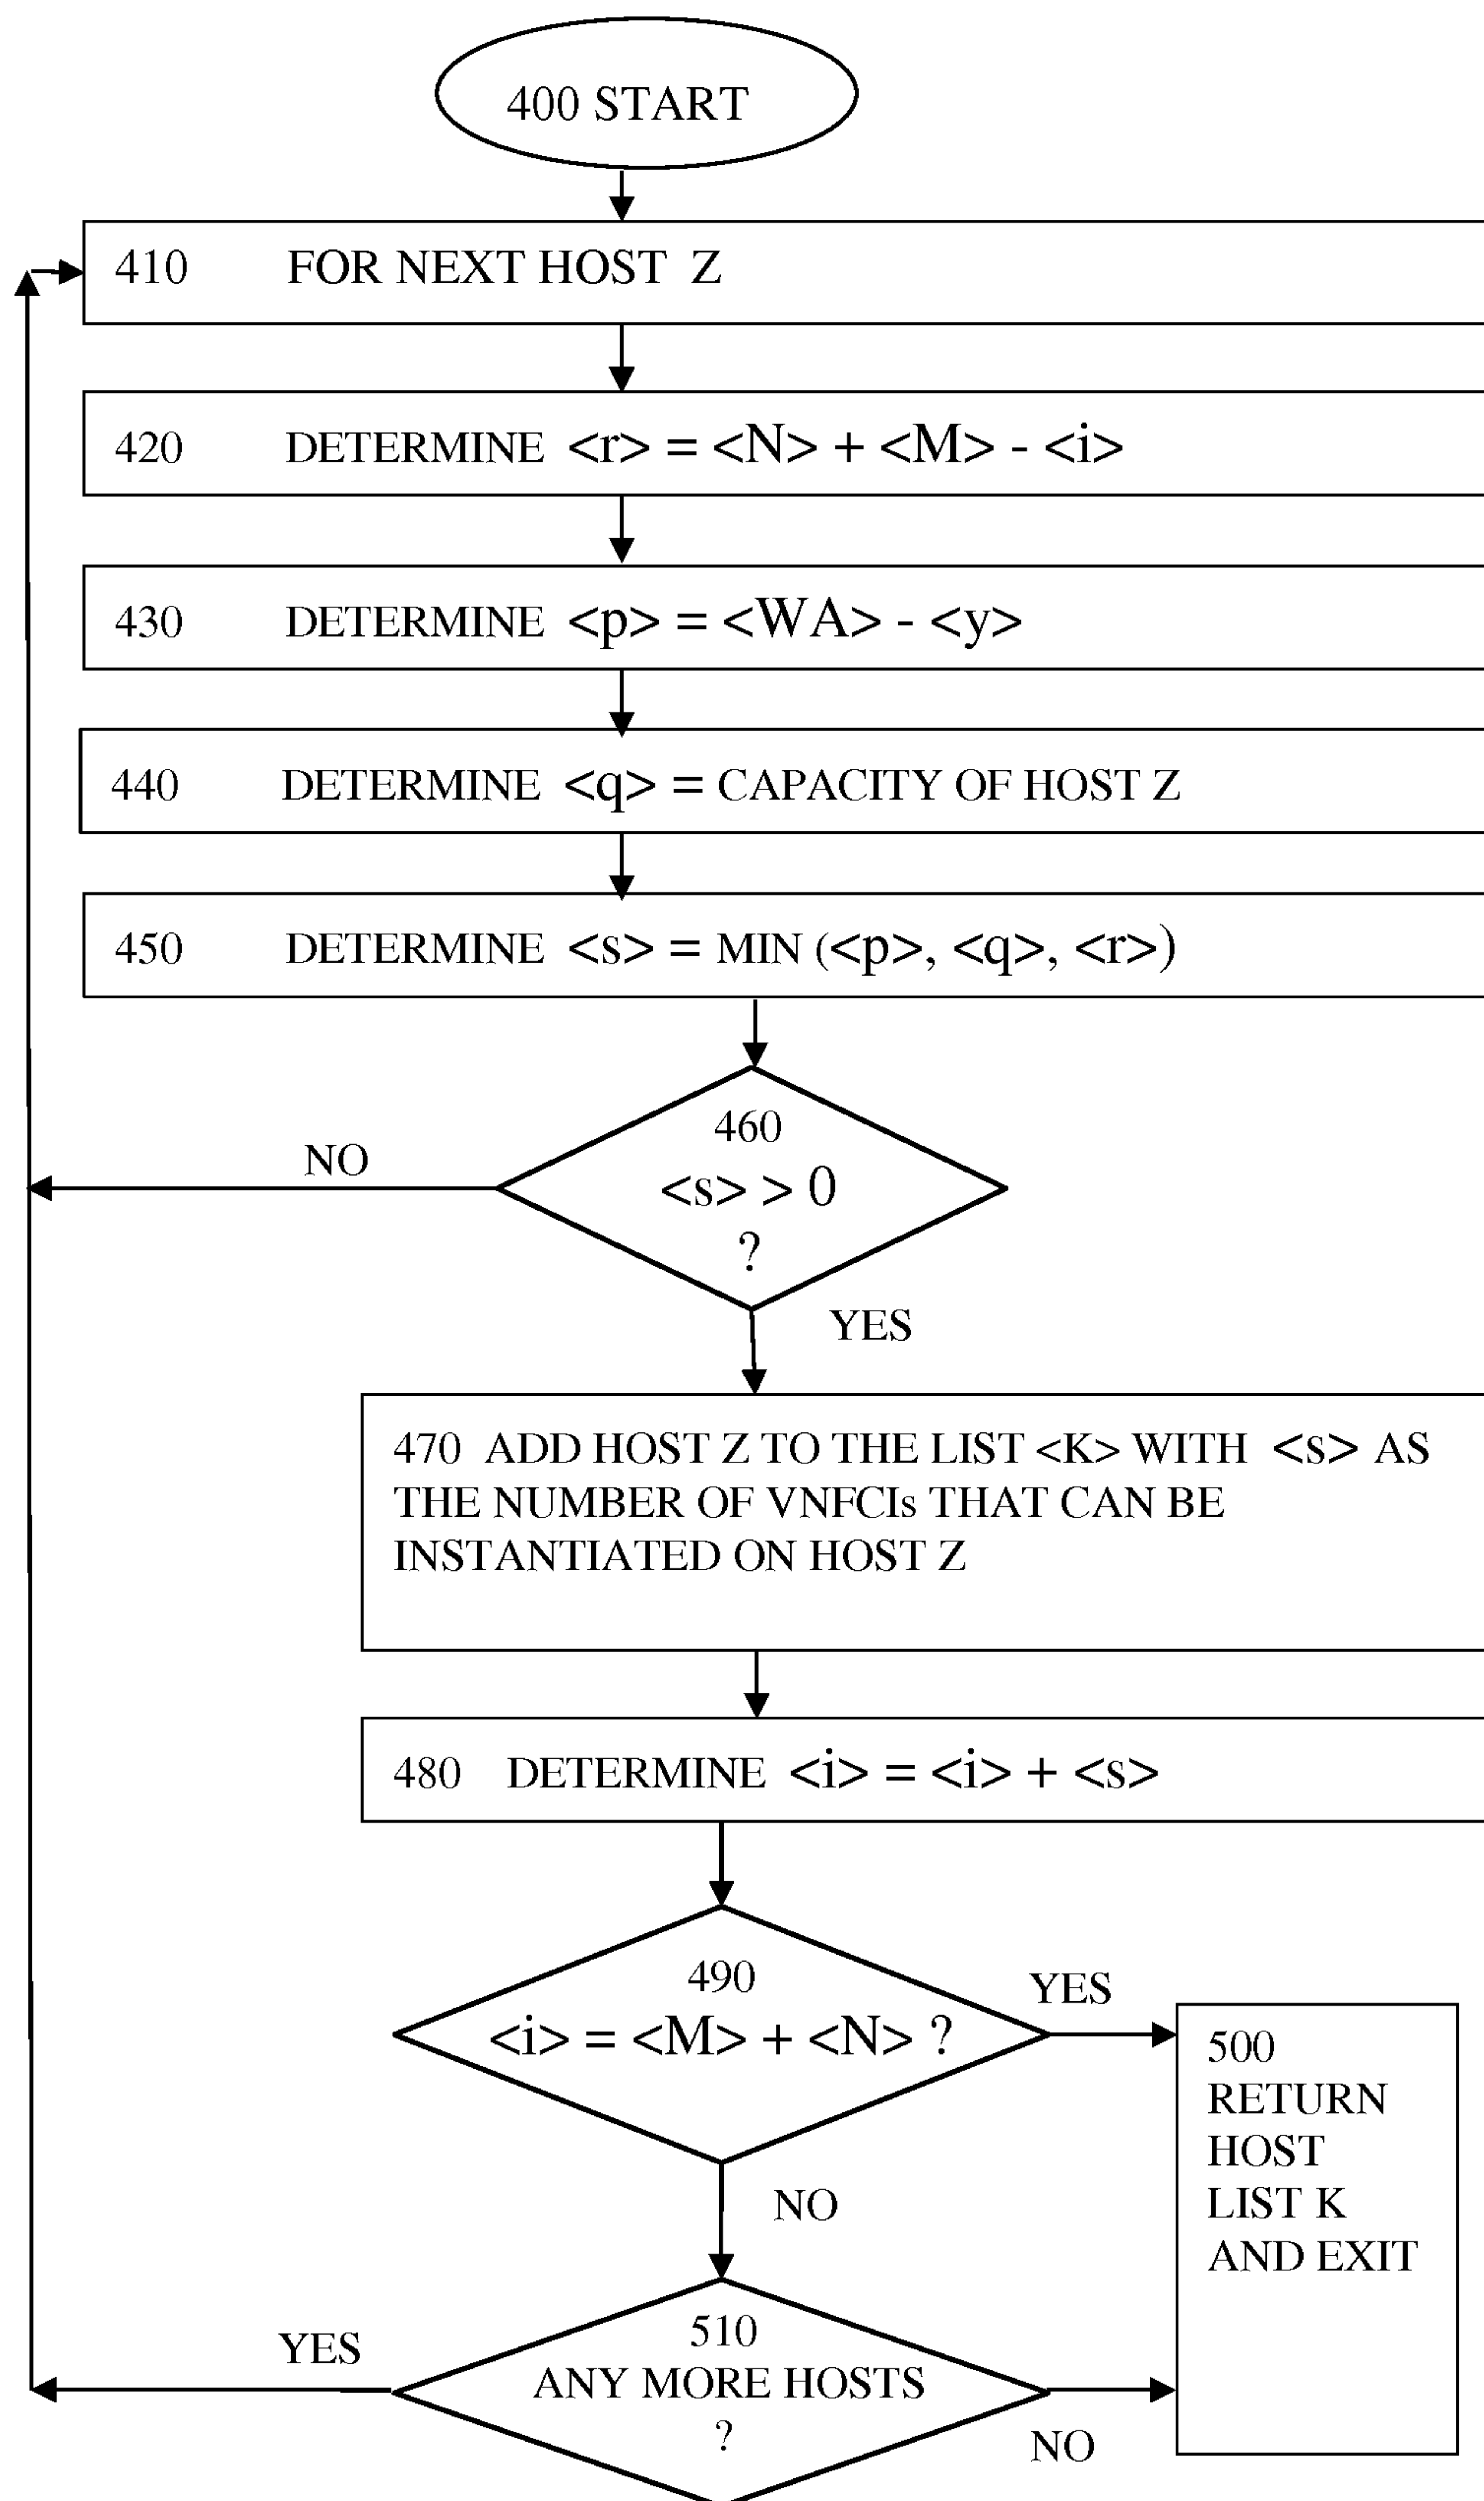 400 START
410 FOR NEXT HOST Z
420 DETERMINE <r> = <N> + <M> - <i>
430 DETERMINE <p> = <WA> - <y>
440 DETERMINE <q> = CAPACITY OF HOST Z
450 DETERMINE <s> = MIN (<p>, <q>, <r>)
460
<s> > 0
?
NO
YES
470 ADD HOST Z TO THE LIST <K> WITH <s> AS
THE NUMBER OF VNFCIs THAT CAN BE
INSTANTIATED ON HOST Z
480 DETERMINE <i> = <i> + <s>
490
<i> = <M> + <N> ?
YES
NO
500
RETURN
HOST
LIST K
AND EXIT
510
ANY MORE HOSTS
?
YES
NO